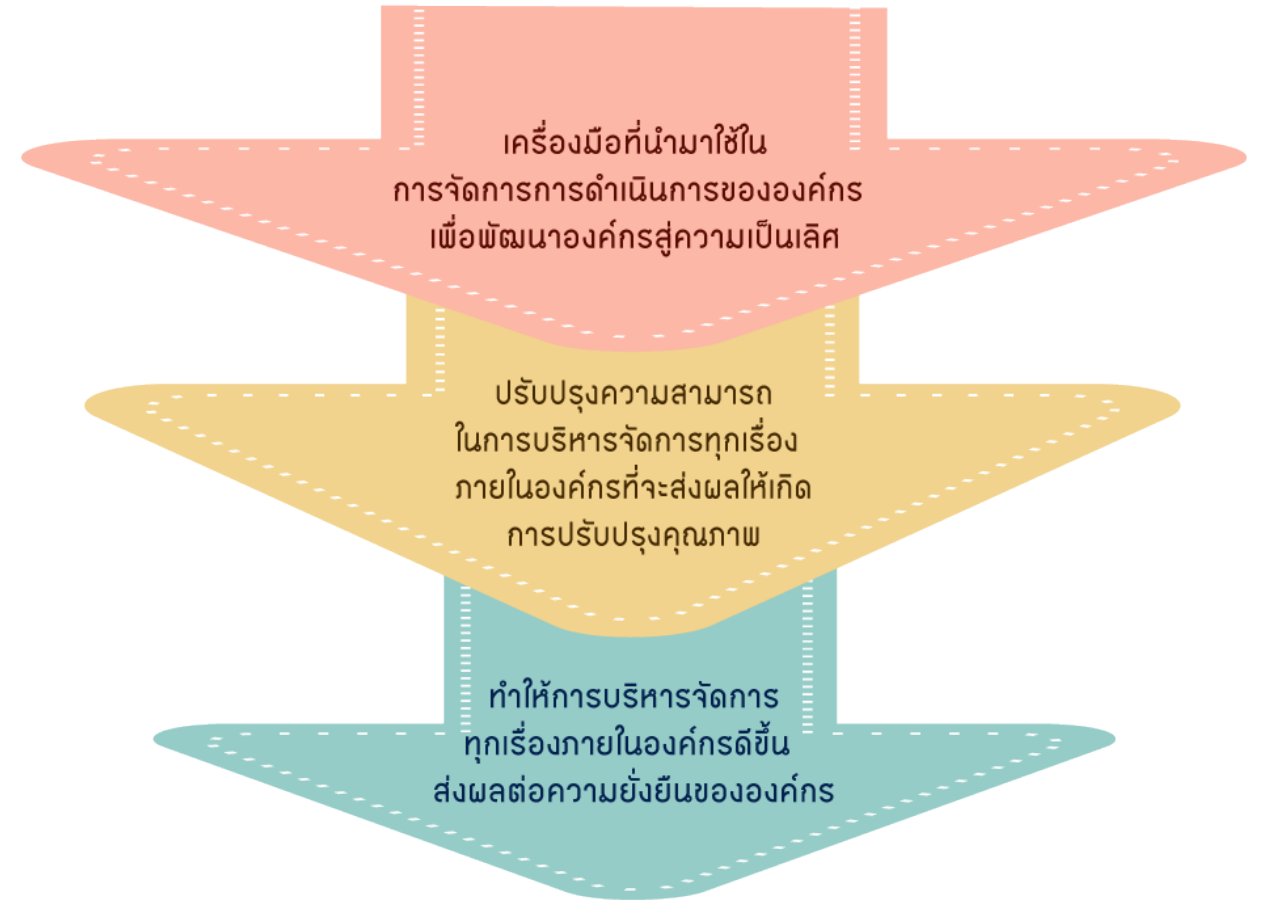 เครื่องมือที่นำมาใช้ใน
การจัดการการดำเนินการขององค์กร
เพื่อพัฒนาองค์กรสู่ความเป็นเลิศ
ปรับปรุงความสามารถ
ในการบริหารจัดการทุกเรื่อง
ภายในองค์กรที่จะส่งผลให้เกิด
การปรับปรุงคุณภาพ
ทำให้การบริหารจัดการ
ทุกเรื่องภายในองค์กรดีขึ้น
ส่งผลต่อความยั่งยืนขององค์กร